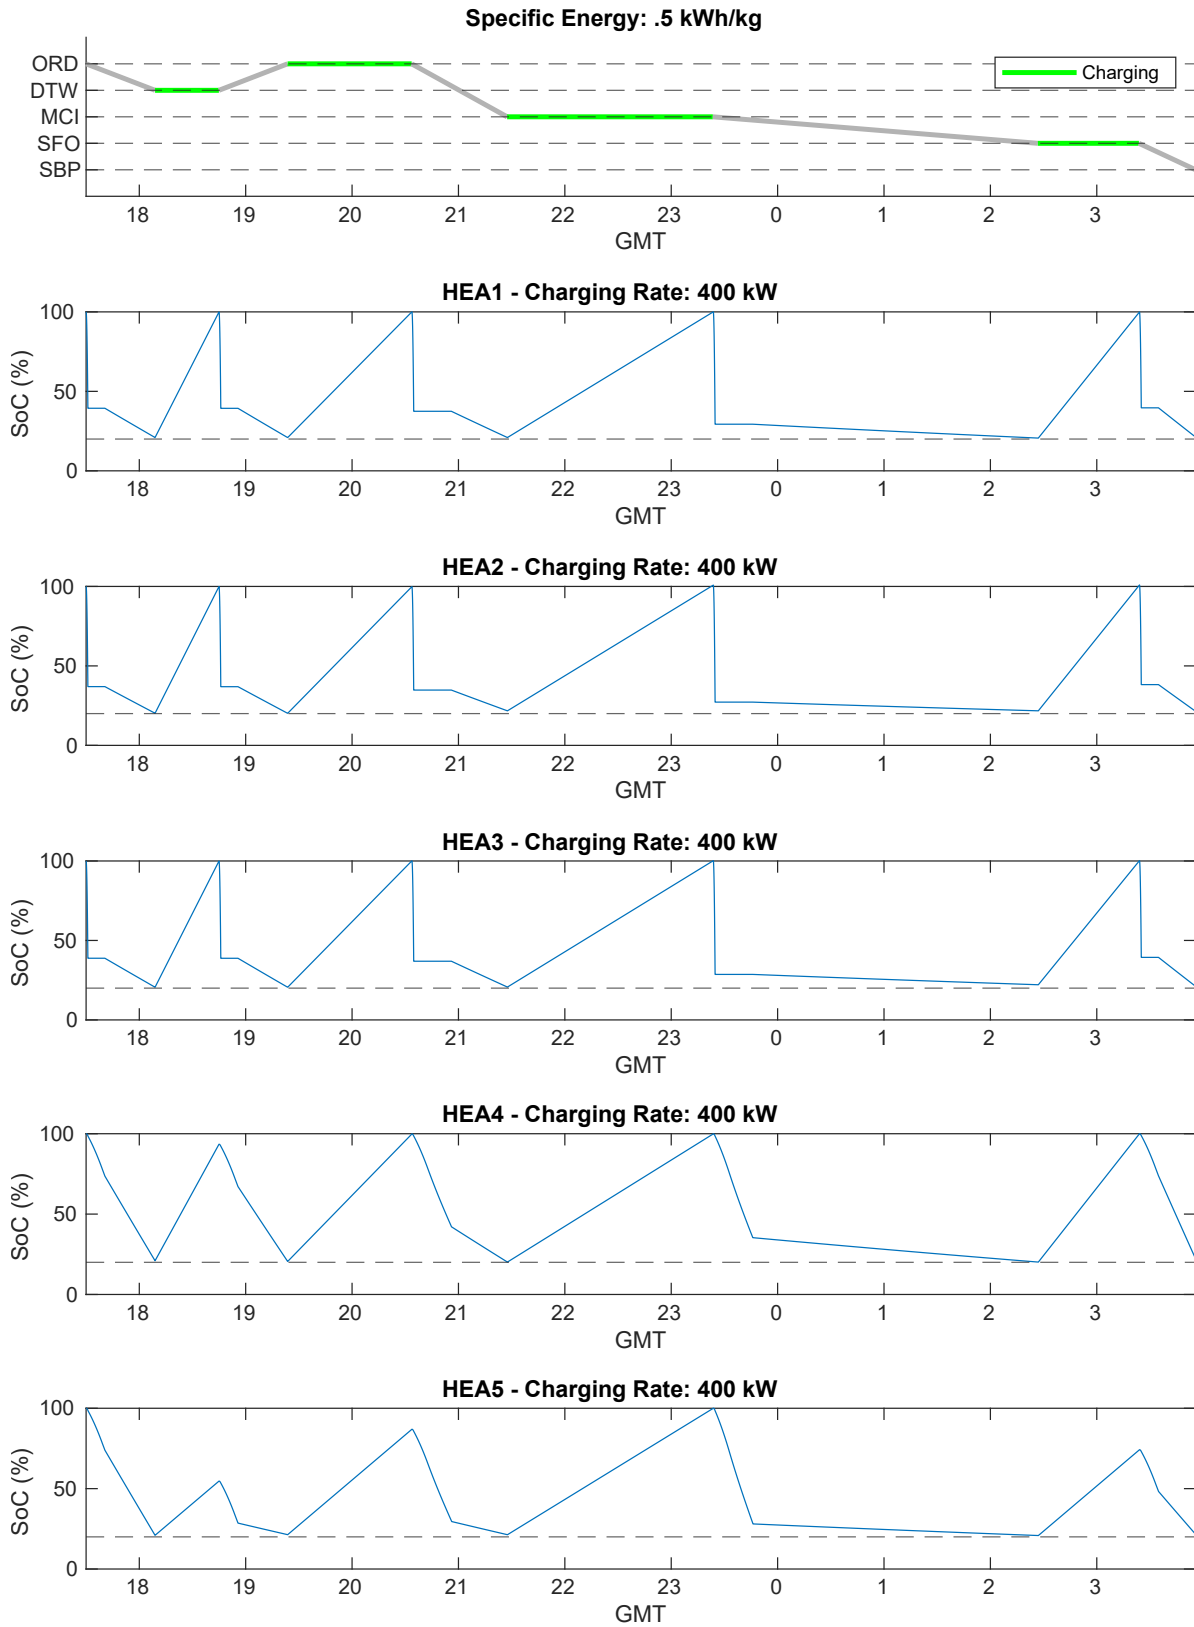 Specific Energy: .5 kWh/kg
ORD
DTW
MCI
SFO
SBP
Charging
18 19 20 21 22 23 0 1 2 3
GMT
HEA1 - Charging Rate: 400 kW
100
50
0
SoC (%)
18 19 20 21 22 23 0 1 2 3
GMT
HEA2 - Charging Rate: 400 kW
100
50
0
SoC (%)
18 19 20 21 22 23 0 1 2 3
GMT
HEA3 - Charging Rate: 400 kW
100
50
0
SoC (%)
18 19 20 21 22 23 0 1 2 3
GMT
HEA4 - Charging Rate: 400 kW
100
50
0
SoC (%)
18 19 20 21 22 23 0 1 2 3
GMT
HEA5 - Charging Rate: 400 kW
100
50
0
SoC (%)
18 19 20 21 22 23 0 1 2 3
GMT